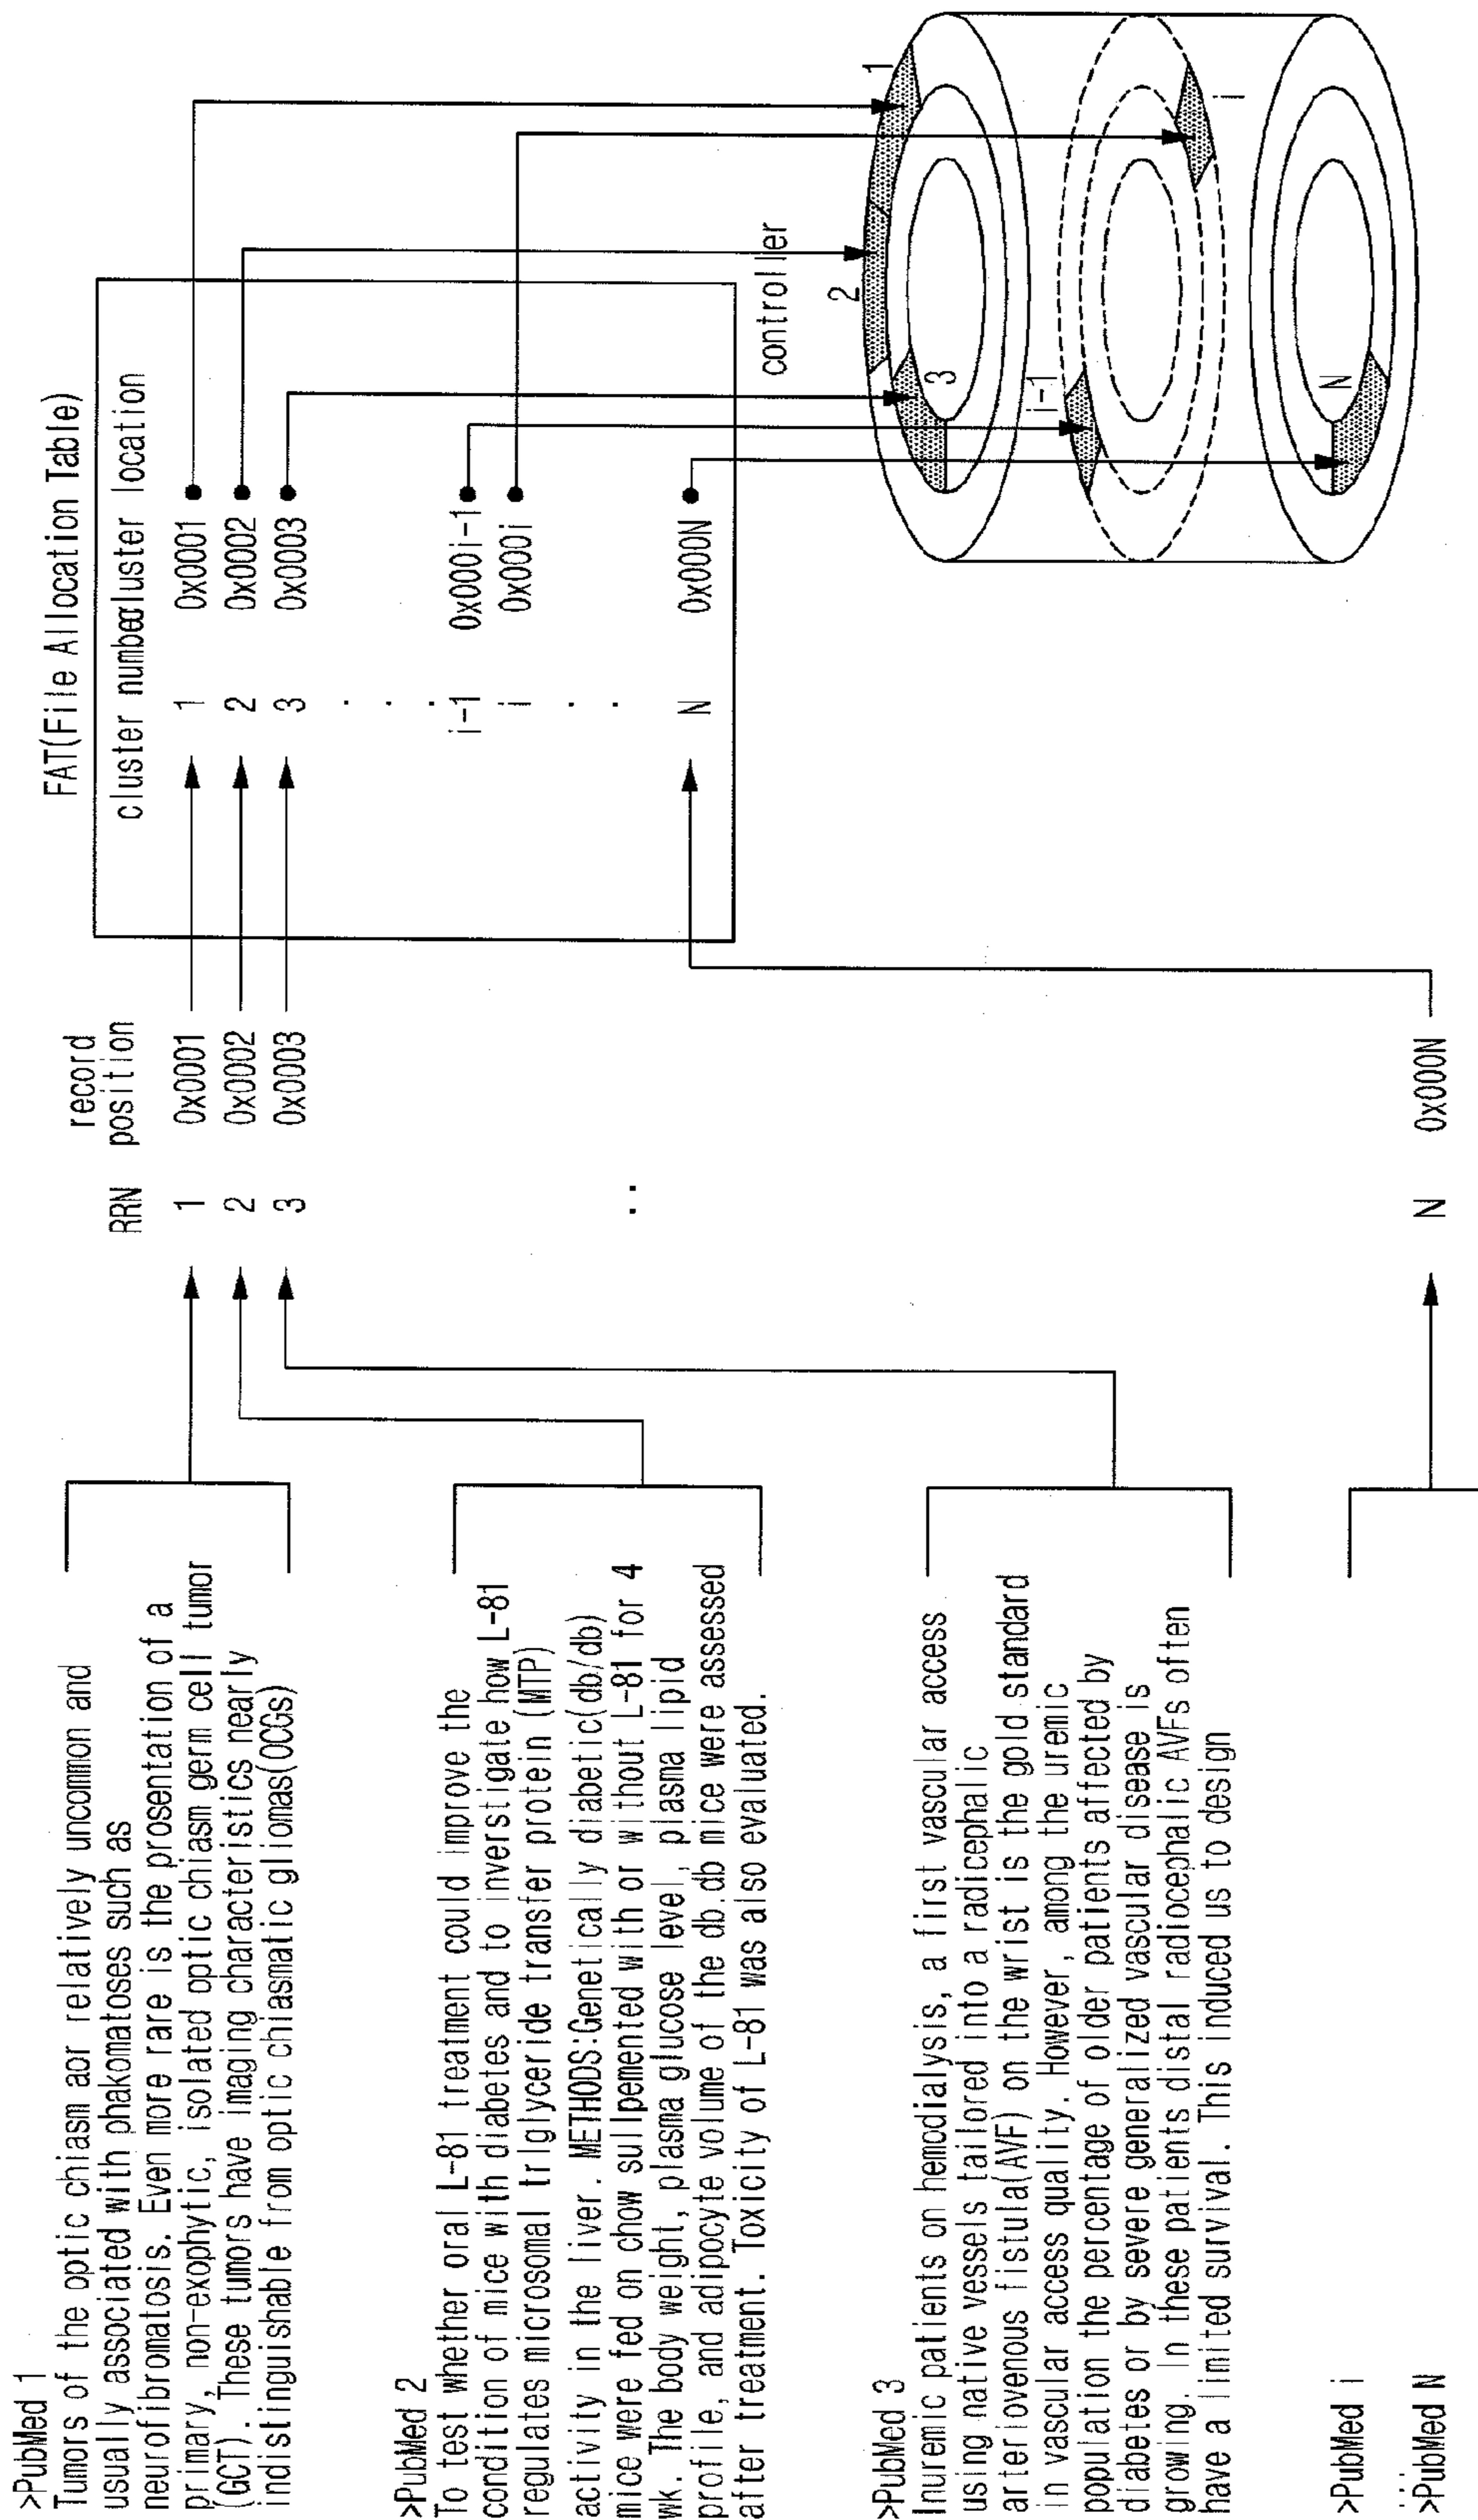 >PubMed 1
Tumors of the optic chiasm aor relatively uncommon and
usually associated with phakomatoses such as
neurofibromatosis. Even more rare is the prosentation of a
primary, non-exophytic, isolated optic chiasm germ cell tumor
(GCT). These tumors have imaging characteristics nearly
indistinguishable from optic chiasmatic gliomas(OCGs)
>PubMed 2
To test whether oral L-81 treatment could improve the
condition of mice with diabetes and to inverstigate how L-81
regulates microsomal triglyceride transfer protein (MTP)
activity in the liver. METHODS:Genetically diabetic(db/db)
mice were fed on chow sullpemented with or without L-81 for 4
wk. The body weight, plasma glucose level, plasma lipid
profile, and adipocyte volume of the db.db mice were assessed
after treatment. Toxicity of L-81 was also evaluated.
>PubMed 3
Inuremic patients on hemodialysis, a first vascular access
using native vessels tailored into a radicephalic
arteriovenous fistula(AVF) on the wrist is the gold standard
in vascular access quality. However, among the uremic
population the percentage of older patients affected by
diabetes or by severe generalized vascular disease is
growing. In these patients distal radiocephalic AVFs often
have a limited survival. This induced us to design
>PubMed i
..
>PubMed N
record
RRN position
1 0x0001
2 0x0002
3 0x0003
..
N 0x000N
FAT(File Allocation Table)
cluster number cluster location
1 0x0001
2 0x0002
3 0x0003
.
.
.
i-1 0x000i-1
i 0x000i
.
.
N 0x000N
controller
1
2
3
i-1
i
N